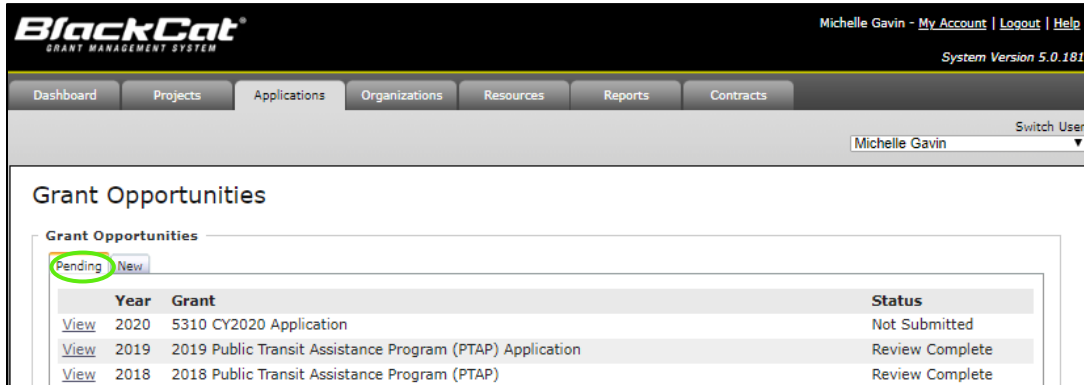 BlackCat®
GRANT MANAGEMENT SYSTEM
Michelle Gavin - My Account | Logout | Help
System Version 5.0.181
Dashboard Projects Applications Organizations Resources Reports Contracts
Switch User
Michelle Gavin
Grant Opportunities
Grant Opportunities
Pending New
Year Grant Status
View 2020 5310 CY2020 Application Not Submitted
View 2019 2019 Public Transit Assistance Program (PTAP) Application Review Complete
View 2018 2018 Public Transit Assistance Program (PTAP) Review Complete